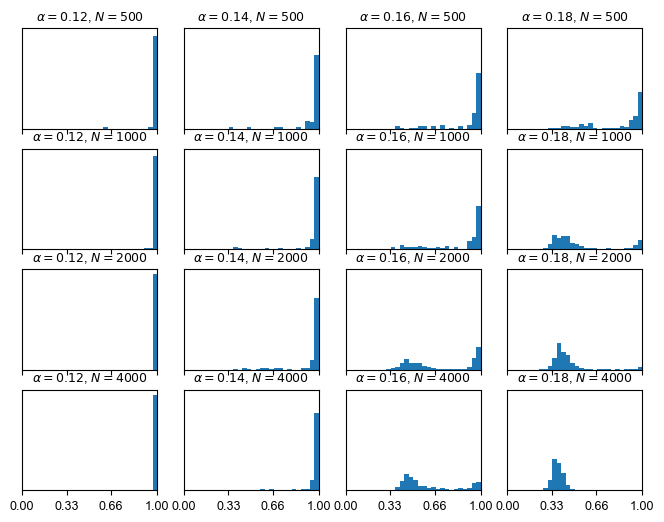 α = 0.12, N = 500
α = 0.14, N = 500
α = 0.16, N = 500
α = 0.18, N = 500
α = 0.12, N = 1000
α = 0.14, N = 1000
α = 0.16, N = 1000
α = 0.18, N = 1000
α = 0.12, N = 2000
α = 0.14, N = 2000
α = 0.16, N = 2000
α = 0.18, N = 2000
α = 0.12, N = 4000
α = 0.14, N = 4000
α = 0.16, N = 4000
α = 0.18, N = 4000
0.00 0.33 0.66 1.00
0.00 0.33 0.66 1.00
0.00 0.33 0.66 1.00
0.00 0.33 0.66 1.00